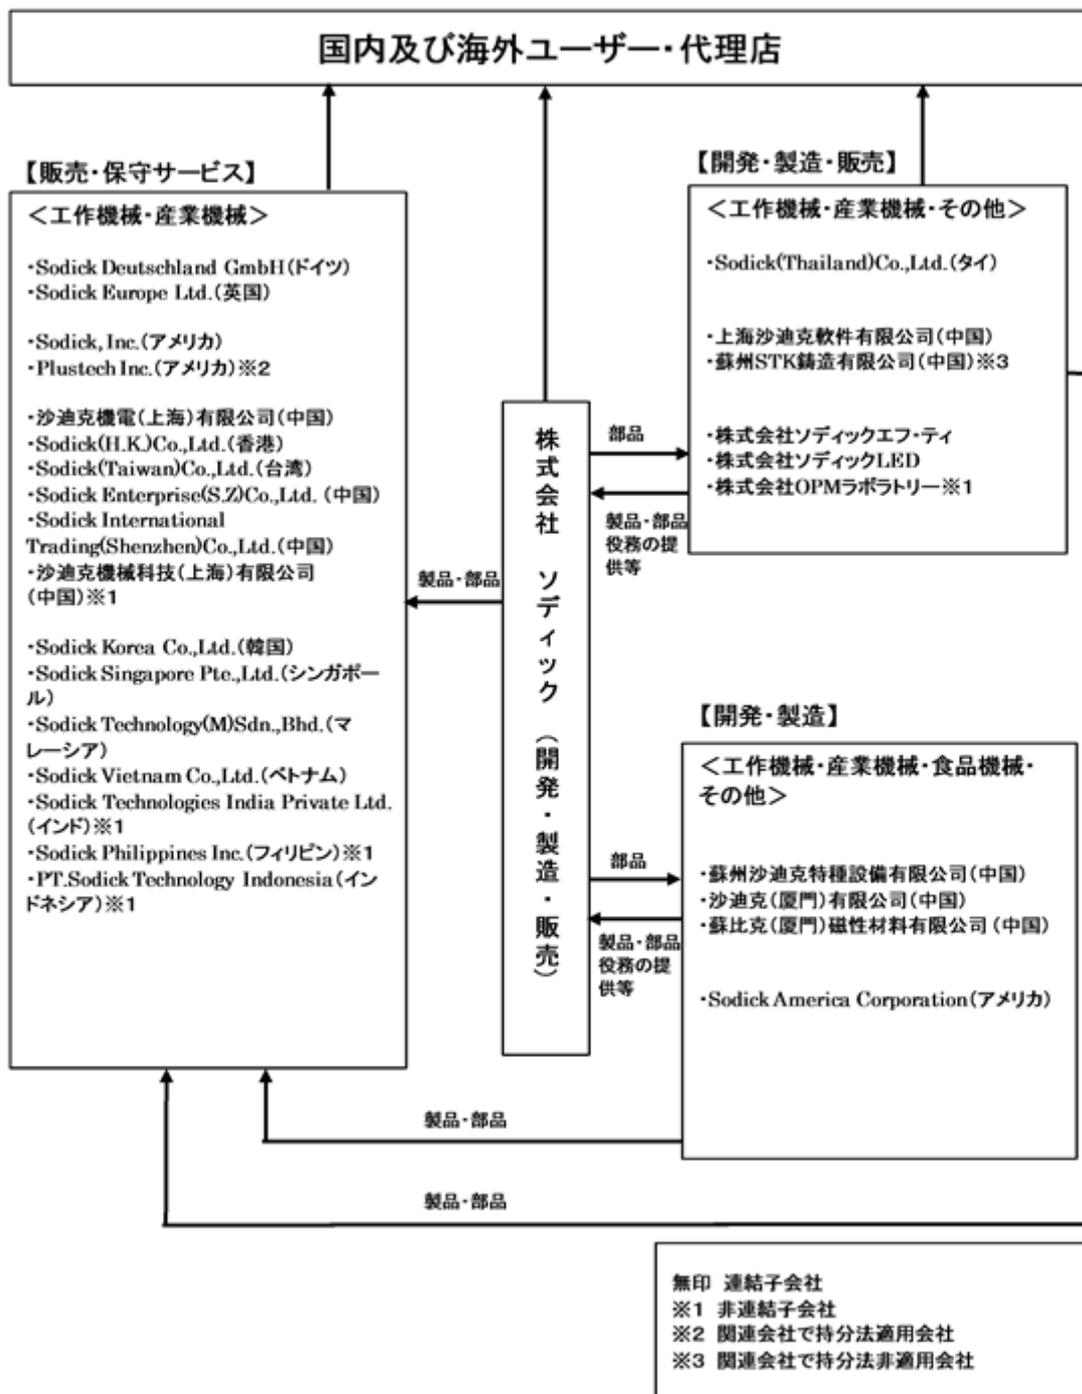 国内及び海外ユーザー・代理店
【販売・保守サービス】
＜工作機械・産業機械＞
・Sodick Deutschland GmbH(ドイツ)
・Sodick Europe Ltd.(英国)
・Sodick, Inc.(アメリカ)
・Plustech Inc.(アメリカ)※2
・沙迪克機電(上海)有限公司(中国)
・Sodick(H.K.)Co.,Ltd.(香港)
・Sodick(Taiwan)Co.,Ltd.(台湾)
・Sodick Enterprise(S.Z)Co.,Ltd. (中国)
・Sodick International
Trading(Shenzhen)Co.,Ltd.(中国)
・沙迪克機械科技(上海)有限公司
(中国)※1
・Sodick Korea Co.,Ltd.(韓国)
・Sodick Singapore Pte.,Ltd.(シンガポー
ル)
・Sodick Technology(M)Sdn.,Bhd.(マ
レーシア)
・Sodick Vietnam Co.,Ltd.(ベトナム)
・Sodick Technologies India Private Ltd.
(インド)※1
・Sodick Philippines Inc.(フィリピン)※1
・PT.Sodick Technology Indonesia(イン
ドネシア)※1
製品・部品
株式会社 ソディック (開発・製造・販売)
部品
製品・部品
役務の提
供等
【開発・製造・販売】
＜工作機械・産業機械・その他＞
・Sodick(Thailand)Co.,Ltd.(タイ)
・上海沙迪克軟件有限公司(中国)
・蘇州STK鋳造有限公司(中国)※3
・株式会社ソディックエフ・ティ
・株式会社ソディックLED
・株式会社OPMラボラトリー※1
部品
製品・部品
役務の提
供等
【開発・製造】
＜工作機械・産業機械・食品機械・
その他＞
・蘇州沙迪克特種設備有限公司(中国)
・沙迪克(厦門)有限公司(中国)
・蘇比克(厦門)磁性材料有限公司(中国)
・Sodick America Corporation(アメリカ)
製品・部品
製品・部品
無印 連結子会社
※1 非連結子会社
※2 関連会社で持分法適用会社
※3 関連会社で持分法非適用会社